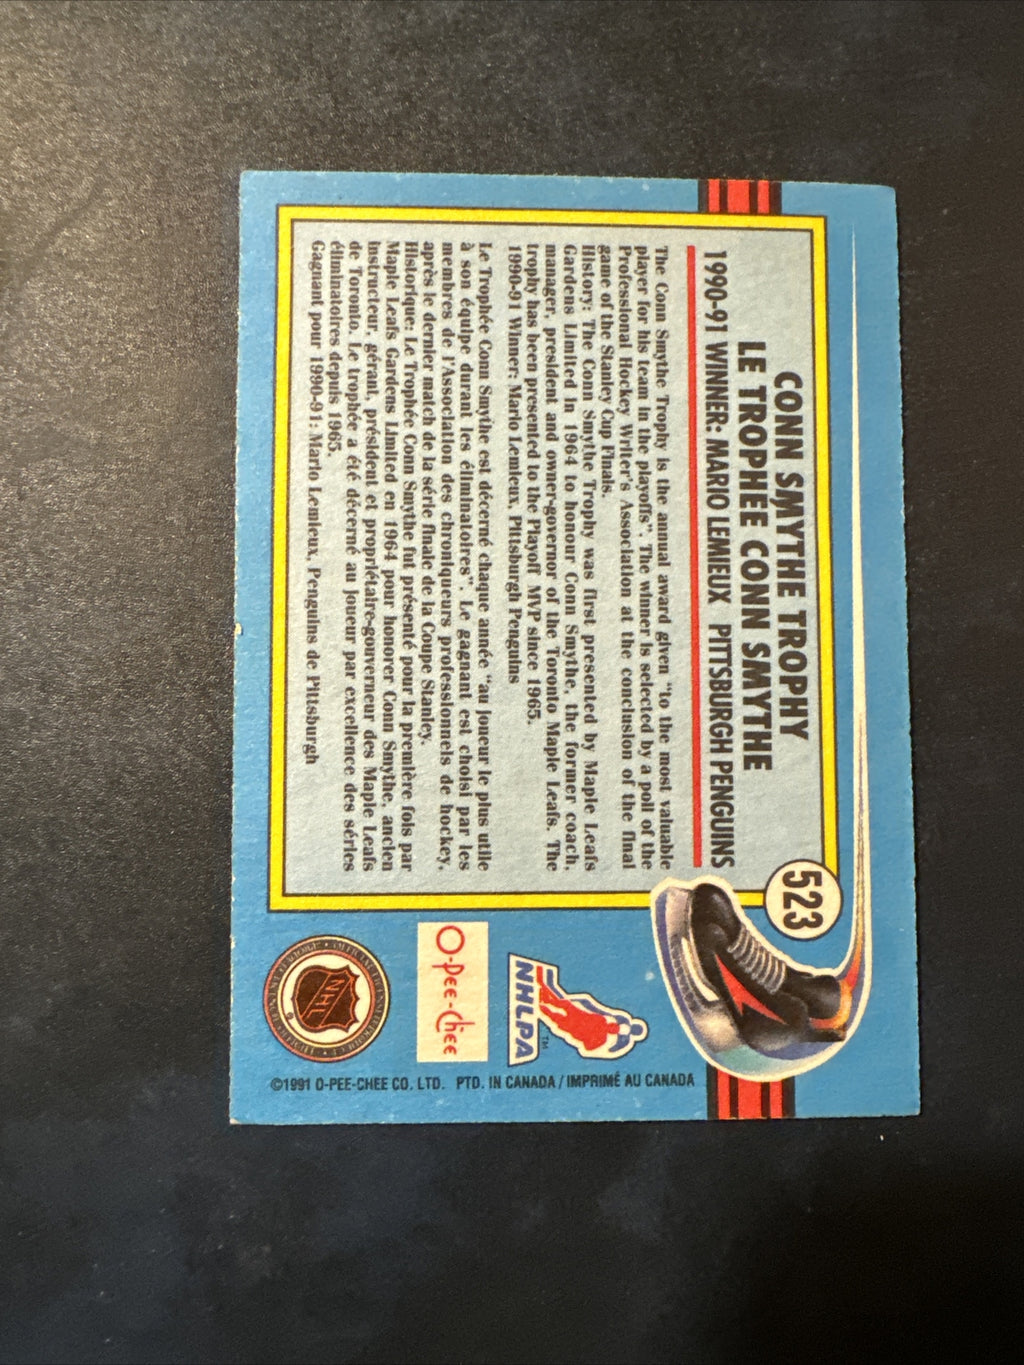 CONN SMYTHE TROPHY
LE TROPHÉE CONN SMYTHE
1990-91 WINNER: MARIO LEMIEUX PITTSBURGH PENGUINS
523
The Conn Smythe Trophy is the annual award given "to the most valuable
player for his team in the playoffs". The winner is selected by a poll of the
Professional Hockey Writer's Association at the conclusion of the final
game of the Stanley Cup Finals.
History: The Conn Smythe Trophy was first presented by Maple Leafs
Gardens Limited in 1964 to honour Conn Smythe, the former coach,
manager, president and owner-governor of the Toronto Maple Leafs. The
trophy has been presented to the Playoff MVP since 1965.
1990-91 Winner: Mario Lemieux, Pittsburgh Penguins
Le Trophée Conn Smythe est décerné chaque année "au joueur le plus utile
à son équipe durant les éliminatoires". Le gagnant est choisi par les
membres de l'Association des chroniqueurs professionnels de hockey,
après le dernier match de la série finale de la Coupe Stanley.
Historique: Le Trophée Conn Smythe fut présenté pour la première fois par
Maple Leafs Gardens Limited en 1964 pour honorer Conn Smythe, ancien
instructeur, gérant, président et propriétaire-gouverneur des Maple Leafs
de Toronto. Le trophée a été décerné au joueur par excellence des séries
éliminatoires depuis 1965.
Gagnant pour 1990-91: Mario Lemieux, Penguins de Pittsburgh
NHLPA
TM
O-Pee-Chee
NHL
®
©1991 O-PEE-CHEE CO. LTD. PTD. IN CANADA / IMPRIMÉ AU CANADA